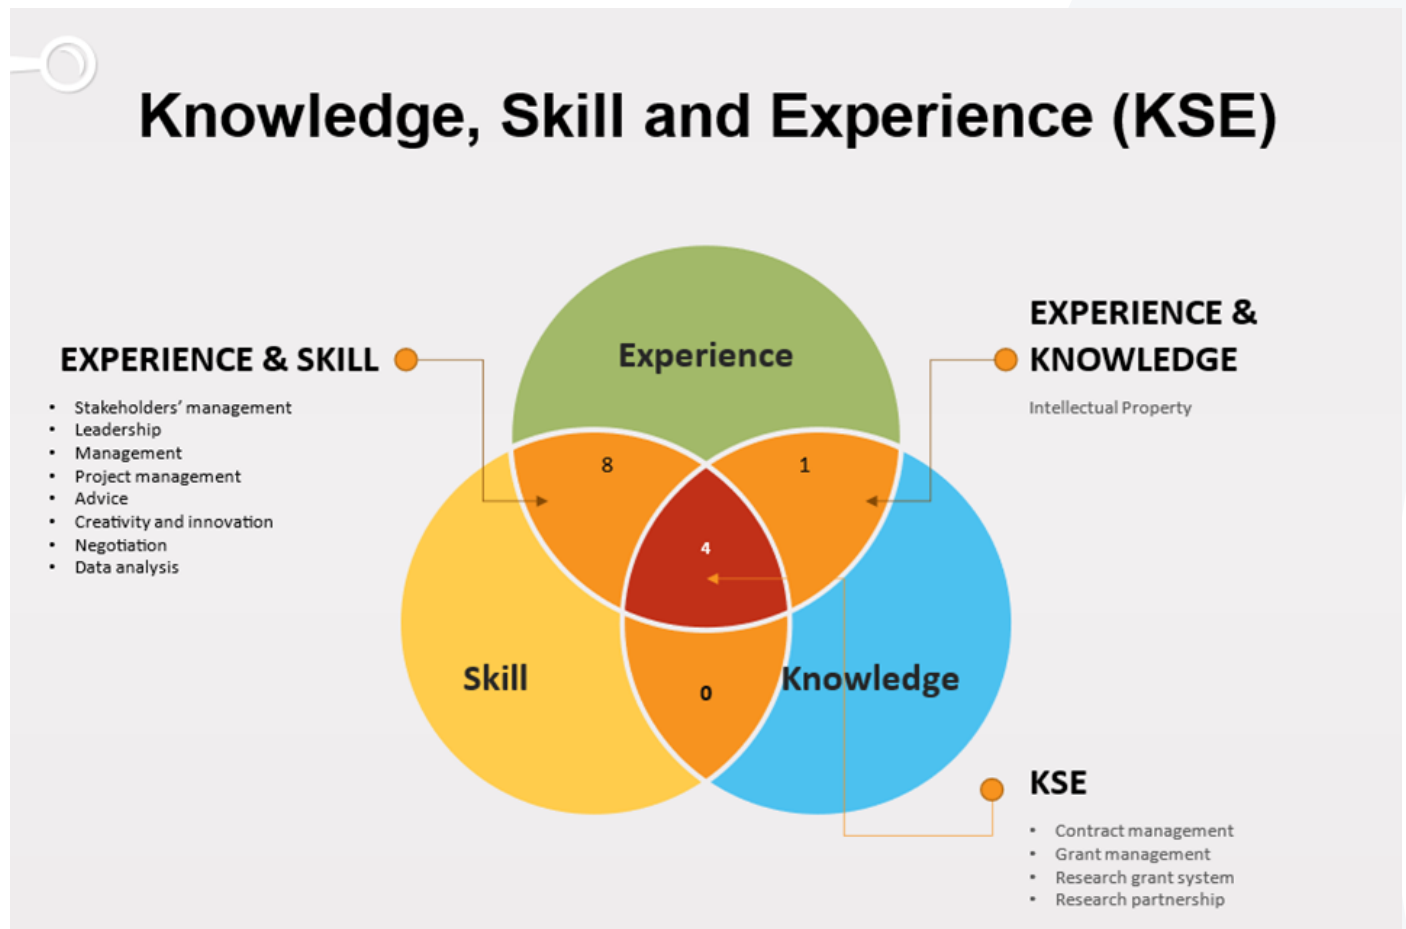 Knowledge, Skill and Experience (KSE)
EXPERIENCE & SKILL
• Stakeholders’ management
• Leadership
• Management
• Project management
• Advice
• Creativity and innovation
• Negotiation
• Data analysis
Experience
8
1
4
Skill
0
Knowledge
EXPERIENCE &
KNOWLEDGE
Intellectual Property
KSE
• Contract management
• Grant management
• Research grant system
• Research partnership